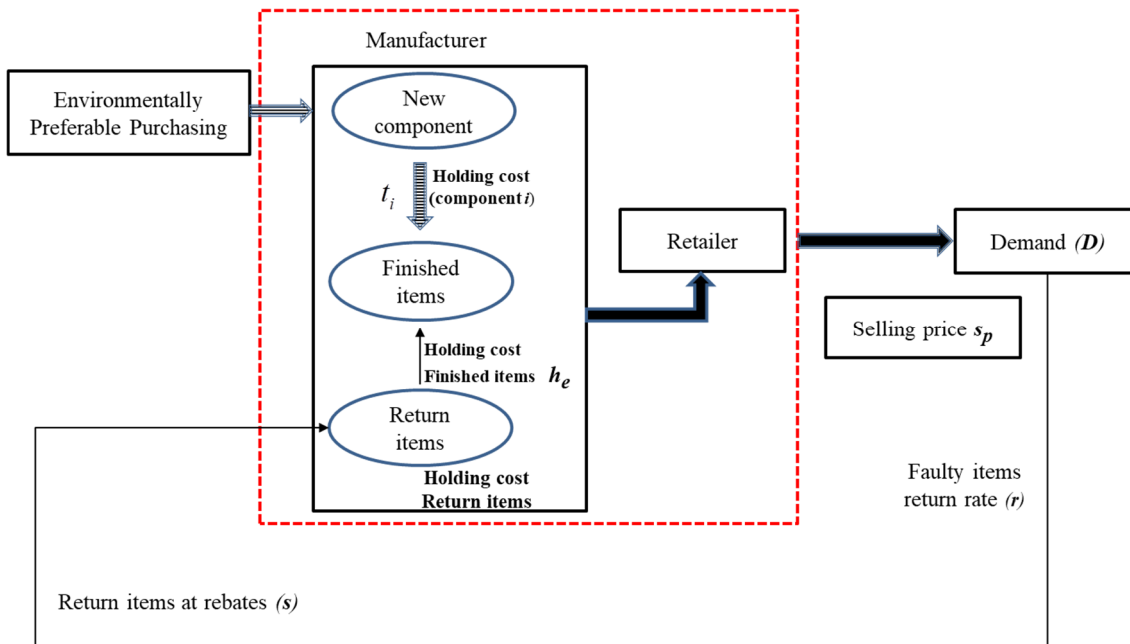 Manufacturer
Environmentally
Preferable Purchasing
New
component
t_i
Holding cost
(component i)
Finished
items
Holding cost
Finished items h_e
Return
items
Holding cost
Return items
Retailer
Demand (D)
Selling price s_p
Faulty items
return rate (r)
Return items at rebates (s)